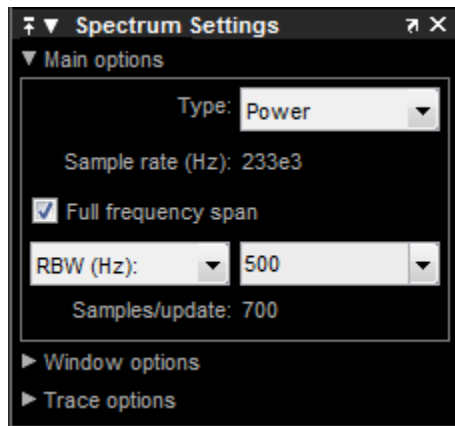 Spectrum Settings
Main options
Type: Power
Sample rate (Hz): 233e3
Full frequency span
RBW (Hz): 500
Samples/update: 700
Window options
Trace options